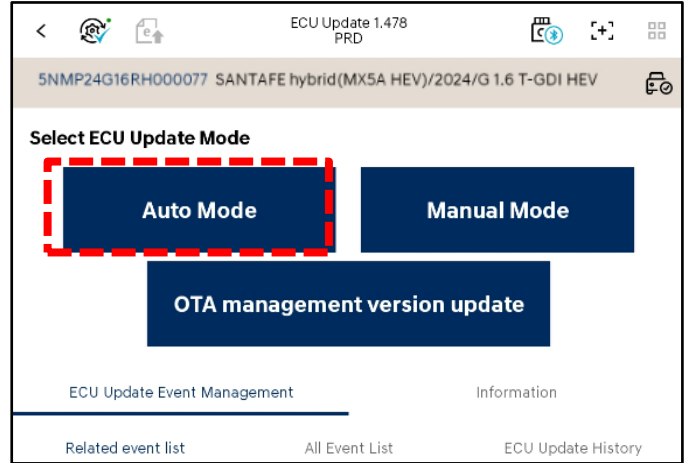 ECU Update 1.478
PRD
5NMP24G16RH000077 SANTAFE hybrid(MX5A HEV)/2024/G 1.6 T-GDI HEV
Select ECU Update Mode
Auto Mode
Manual Mode
OTA management version update
ECU Update Event Management
Information
Related event list
All Event List
ECU Update History